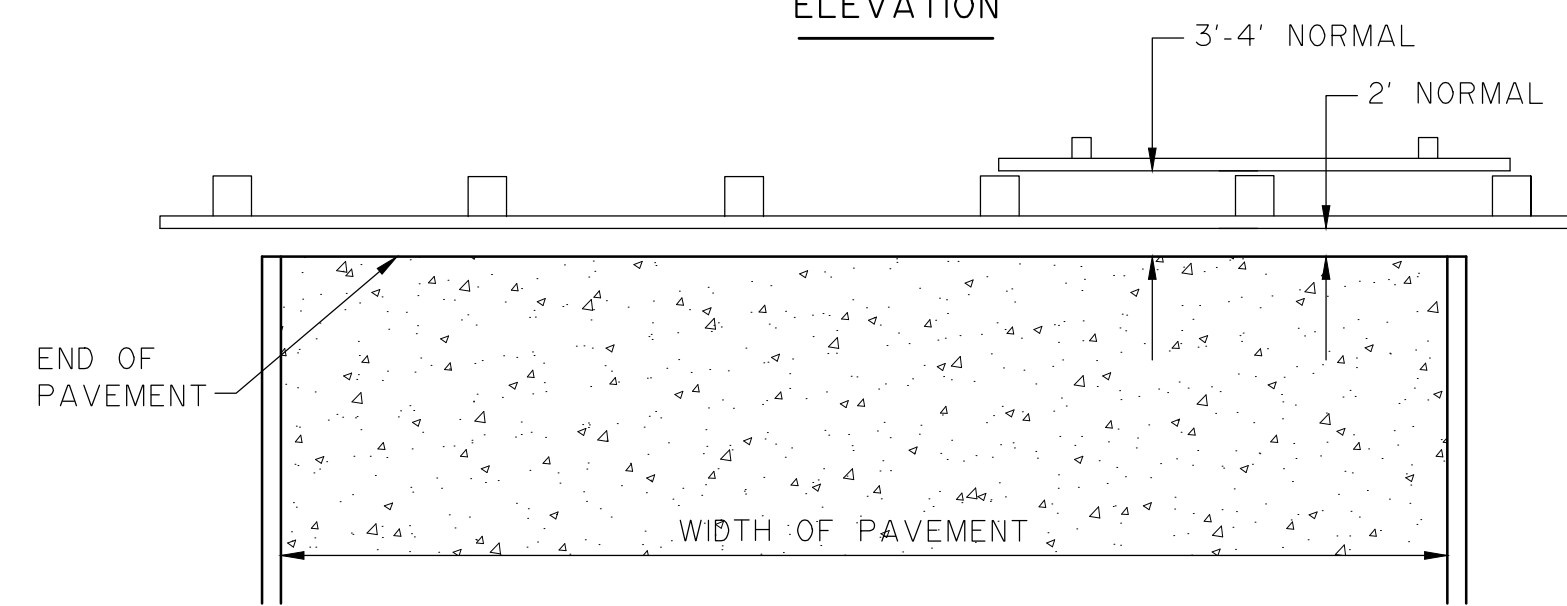 ELEVATION
3'-4' NORMAL
2' NORMAL
END OF
PAVEMENT
WIDTH OF PAVEMENT